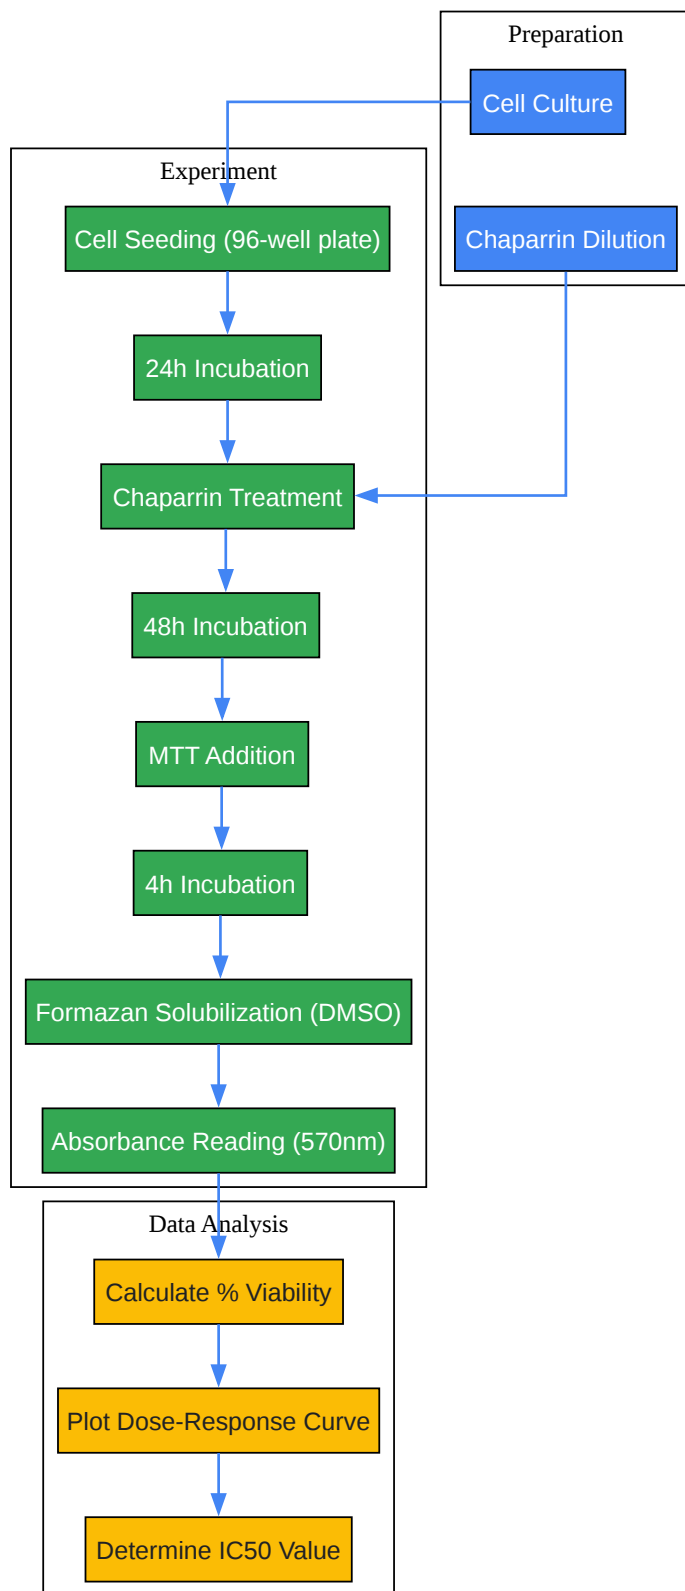 Preparation
Cell Culture
Chaparrin Dilution
Experiment
Cell Seeding (96-well plate)
24h Incubation
Chaparrin Treatment
48h Incubation
MTT Addition
4h Incubation
Formazan Solubilization (DMSO)
Absorbance Reading (570nm)
Data Analysis
Calculate % Viability
Plot Dose-Response Curve
Determine IC50 Value